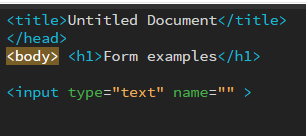 <title>Untitled Document</title>
</head>
<body> <h1>Form examples</h1>
<input type="text" name="" >